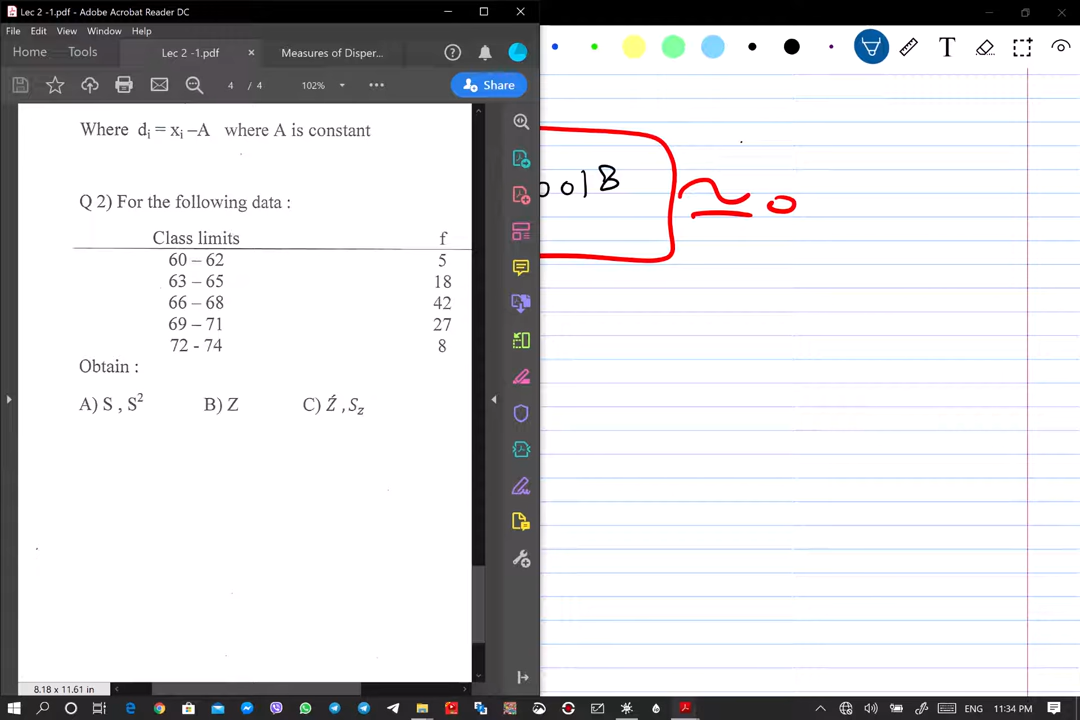 Lec 2 -1.pdf - Adobe Acrobat Reader DC
File Edit View Window Help
Home Tools Lec 2 -1.pdf × Measures of Disper...
4 / 4 102% Share
Where dᵢ = xᵢ –A where A is constant
Q 2) For the following data :
Class limits f
60 – 62 5
63 – 65 18
66 – 68 42
69 – 71 27
72 - 74 8
Obtain :
A) S , S² B) Z C) Ź , S_z
001B ≃ 0
8.18 x 11.61 in
ENG 11:34 PM